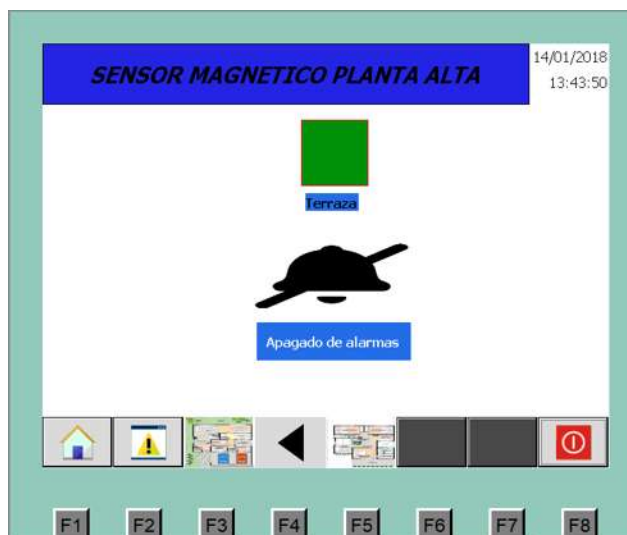 SENSOR MAGNETICO PLANTA ALTA
14/01/2018
13:43:50
Terraza
Apagado de alarmas
F1 F2 F3 F4 F5 F6 F7 F8